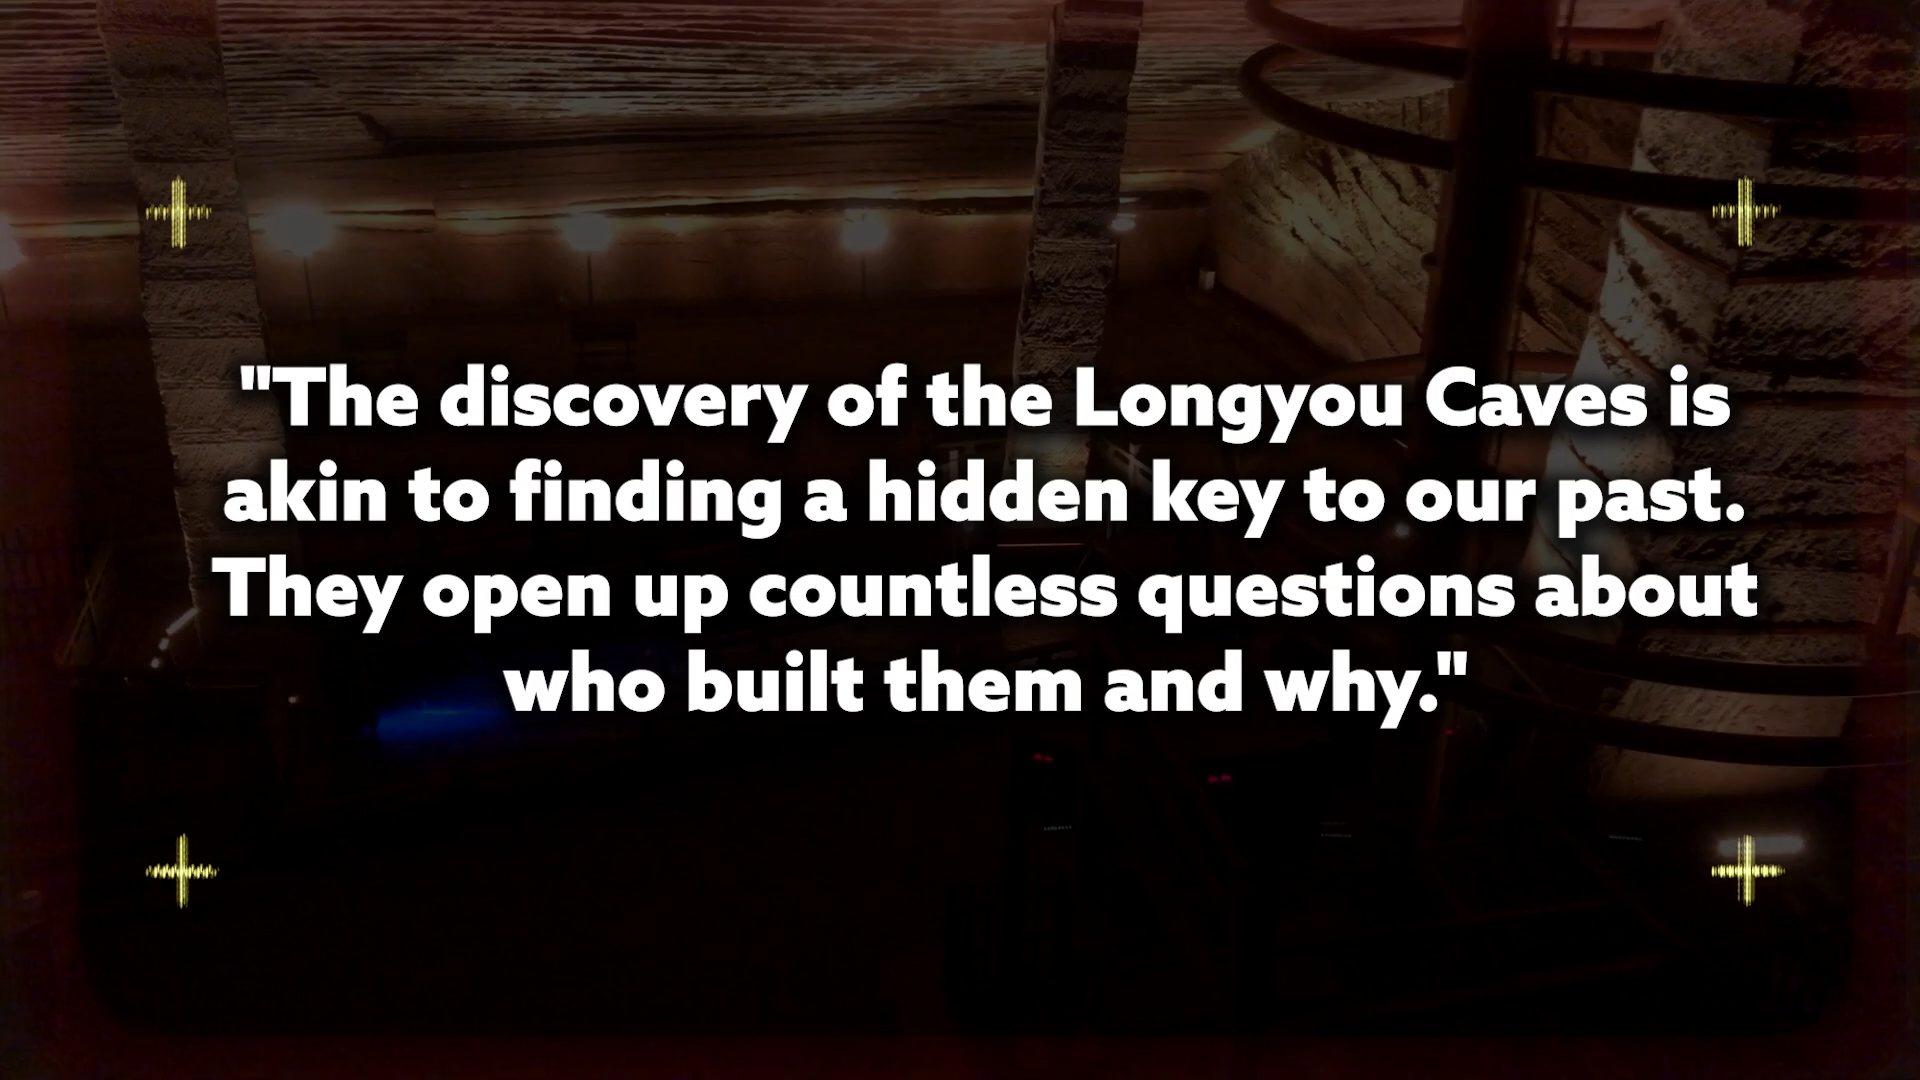 "The discovery of the Longyou Caves is
akin to finding a hidden key to our past.
They open up countless questions about
who built them and why."